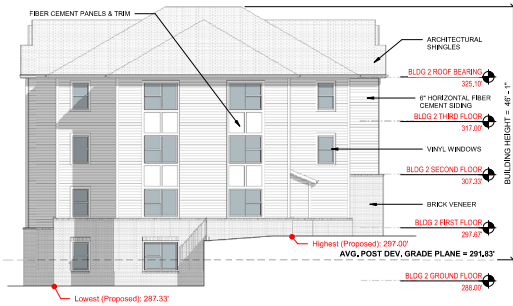 FIBER CEMENT PANELS & TRIM
ARCHITECTURAL
SHINGLES
BLDG 2 ROOF BEARING
325.10'
6" HORIZONTAL FIBER
CEMENT SIDING
BLDG 2 THIRD FLOOR
317.00'
VINYL WINDOWS
BLDG 2 SECOND FLOOR
307.33'
BRICK VENEER
BLDG 2 FIRST FLOOR
297.67'
Highest (Proposed): 297.00'
AVG. POST DEV. GRADE PLANE = 291.83'
BLDG 2 GROUND FLOOR
288.00'
Lowest (Proposed): 287.33'
BUILDING HEIGHT = 46' - 1"